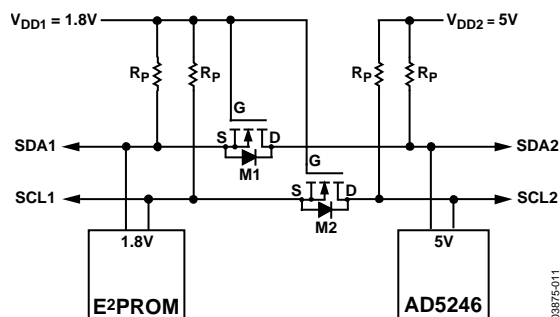 VDD1 = 1.8V
VDD2 = 5V
RP
RP
RP
RP
G
SDA1
S
D
M1
SDA2
G
SCL1
S
D
M2
SCL2
1.8V
E2PROM
5V
AD5246
03875-011